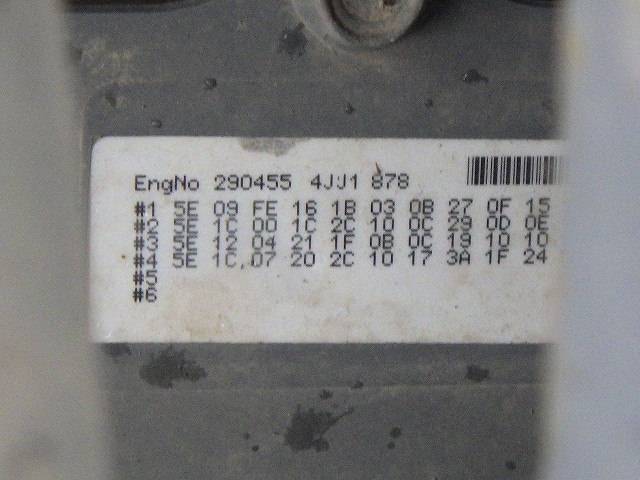 EngNo 290455 4JJ1 878
#1 5E 09 FE 16 1B 03 0B 27 0F 15
#2 5E 1C 00 1C 2C 10 0C 29 0D 0E
#3 5E 12 04 21 1F 0B 0C 19 10 10
#4 5E 1C 07 20 2C 10 17 3A 1F 24
#5
#6